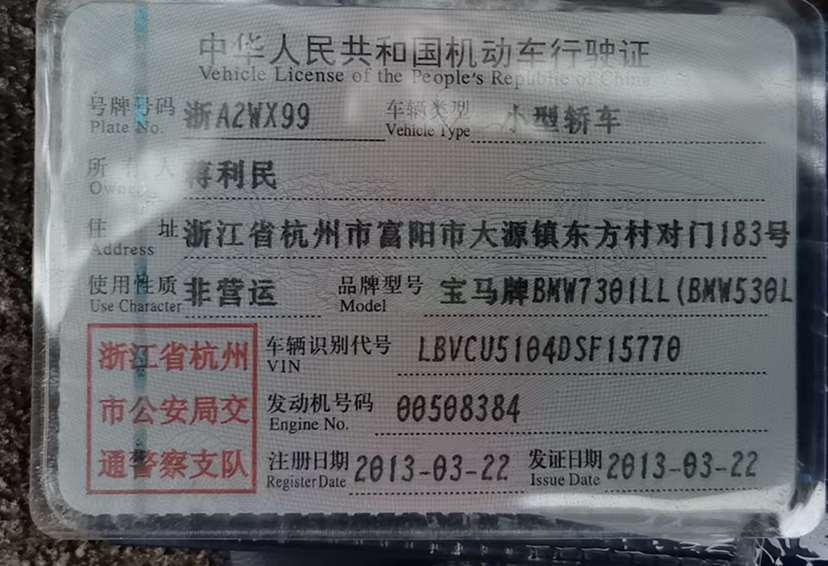 中华人民共和国机动车行驶证
Vehicle License of the People's Republic of China
号牌号码 浙A2WX99 车辆类型 小型轿车
Plate No. Vehicle Type
所有人 蒋利民
Owner
住址 浙江省杭州市富阳市大源镇东方村对门183号
Address
使用性质 非营运 品牌型号 宝马牌BMW7301LL(BMW530L
Use Character Model
浙江省杭州 车辆识别代号 LBVCU5104DSF15770
VIN
市公安局交 发动机号码 00508384
Engine No.
通警察支队 注册日期 2013-03-22 发证日期 2013-03-22
Register Date Issue Date